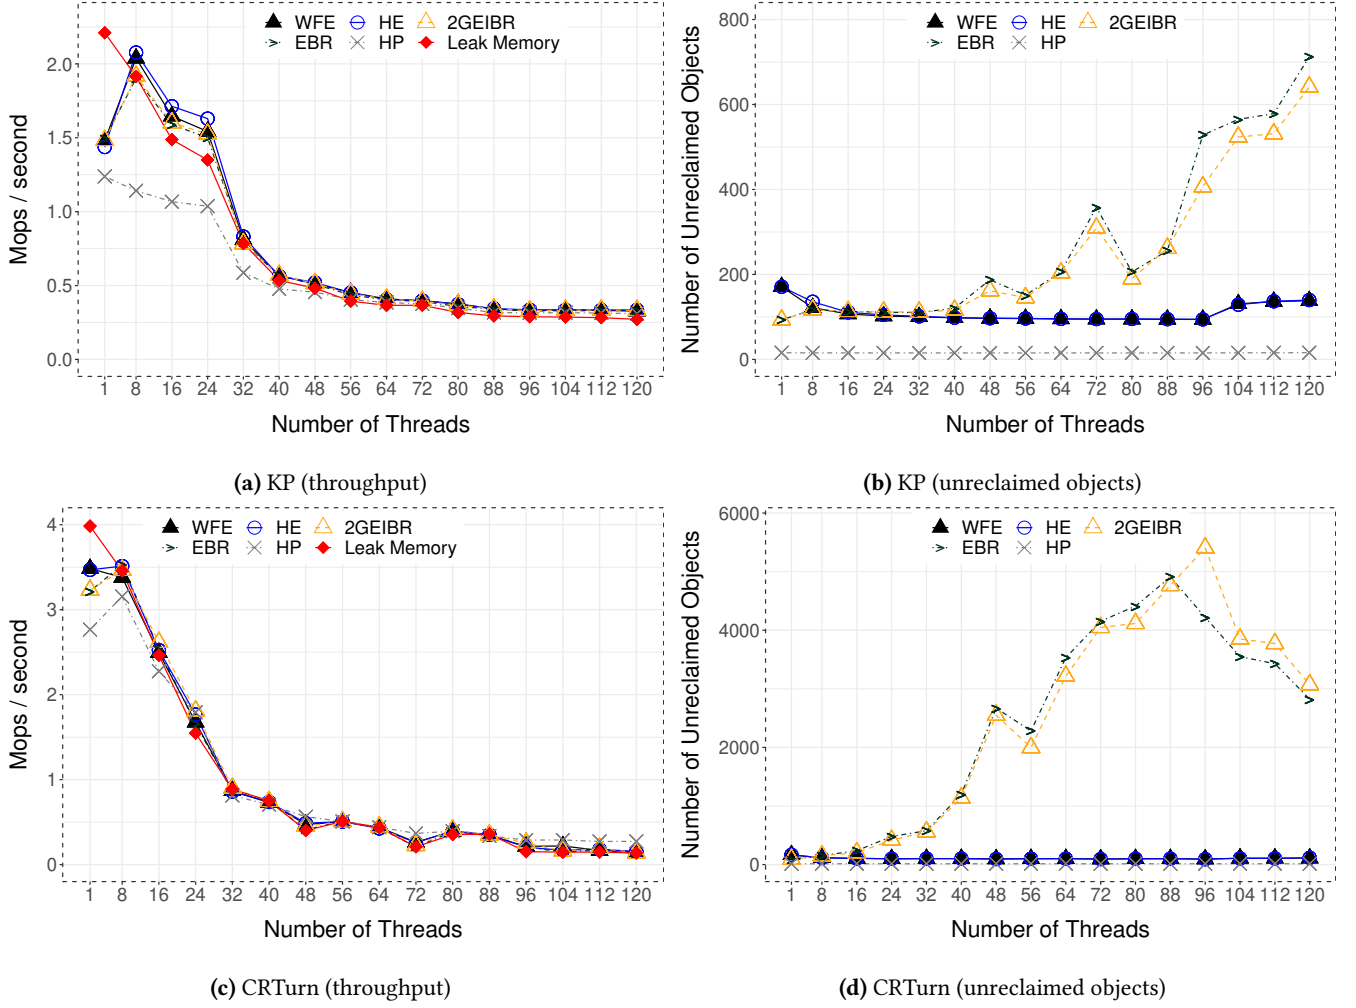 WFE HE 2GEIBR
EBR HP Leak Memory
Mops / second
2.0
1.5
1.0
0.5
0.0
1 8 16 24 32 40 48 56 64 72 80 88 96 104 112 120
Number of Threads
(a) KP (throughput)
WFE HE 2GEIBR
EBR HP
Number of Unreclaimed Objects
800
600
400
200
0
1 8 16 24 32 40 48 56 64 72 80 88 96 104 112 120
Number of Threads
(b) KP (unreclaimed objects)
WFE HE 2GEIBR
EBR HP Leak Memory
Mops / second
4
3
2
1
0
1 8 16 24 32 40 48 56 64 72 80 88 96 104 112 120
Number of Threads
(c) CRTurn (throughput)
WFE HE 2GEIBR
EBR HP
Number of Unreclaimed Objects
6000
4000
2000
0
1 8 16 24 32 40 48 56 64 72 80 88 96 104 112 120
Number of Threads
(d) CRTurn (unreclaimed objects)